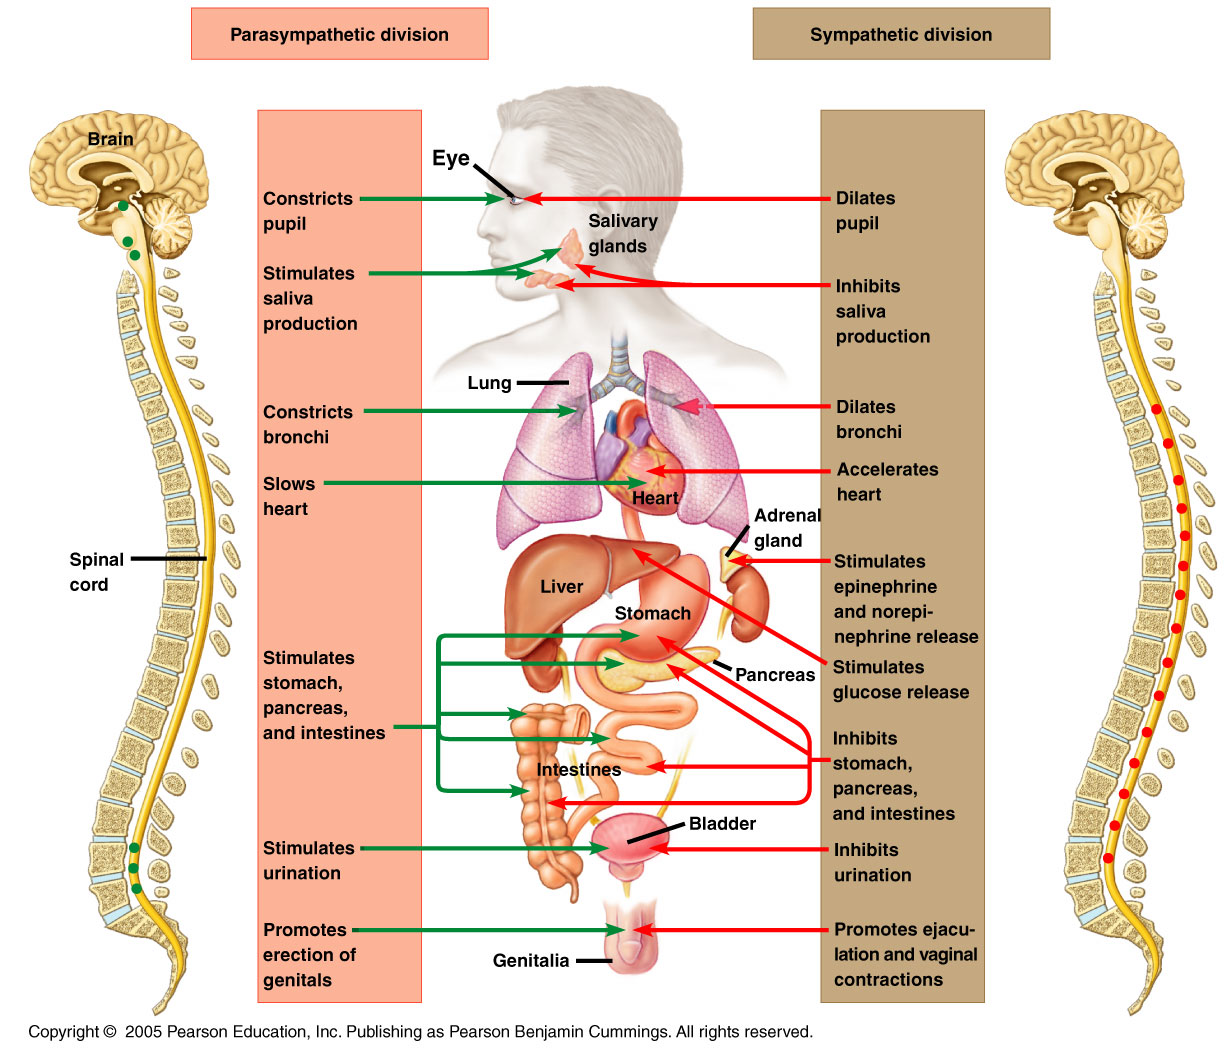 Parasympathetic division
Sympathetic division
Brain
Spinal
cord
Constricts
pupil
Stimulates
saliva
production
Constricts
bronchi
Slows
heart
Stimulates
stomach,
pancreas,
and intestines
Stimulates
urination
Promotes
erection of
genitals
Eye
Salivary
glands
Lung
Heart
Adrenal
gland
Liver
Stomach
Pancreas
Intestines
Bladder
Genitalia
Dilates
pupil
Inhibits
saliva
production
Dilates
bronchi
Accelerates
heart
Stimulates
epinephrine
and norepi-
nephrine release
Stimulates
glucose release
Inhibits
stomach,
pancreas,
and intestines
Inhibits
urination
Promotes ejacu-
lation and vaginal
contractions
Copyright © 2005 Pearson Education, Inc. Publishing as Pearson Benjamin Cummings. All rights reserved.